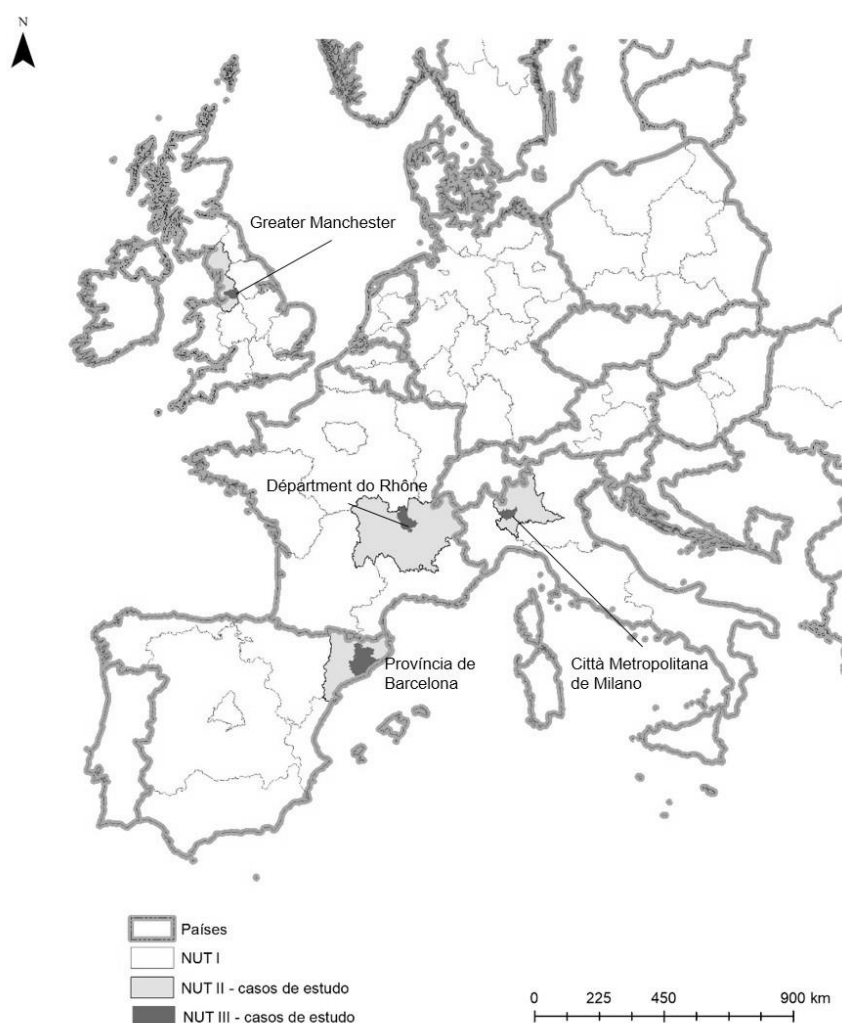 N
Greater Manchester
Départment do Rhône
Província de
Barcelona
Città Metropolitana
de Milano
Países
NUT I
NUT II - casos de estudo
NUT III - casos de estudo
0 225 450 900 km